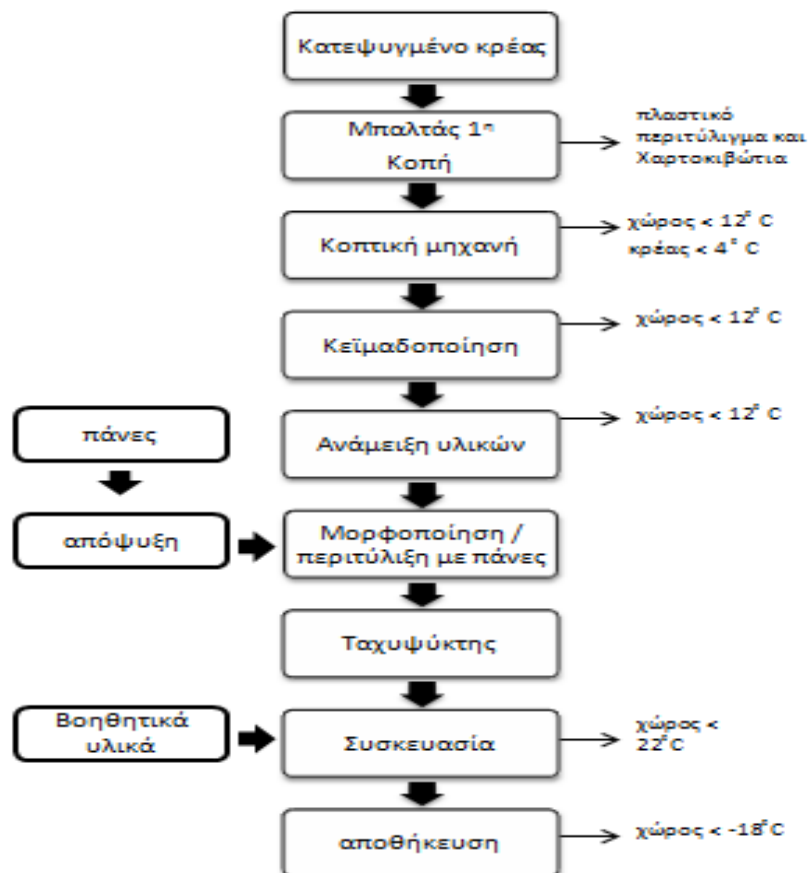 Κατεψυγμένο κρέας
Μπαλτάς 1η
Κοπή
πλαστικό
περιτύλιγμα και
Χαρτοκιβώτια
Κοπτική μηχανή
χώρος < 12° C
κρέας < 4° C
Κεϊμαδοποίηση
χώρος < 12° C
Ανάμειξη υλικών
χώρος < 12° C
πάνες
απόψυξη
Μορφοποίηση /
περιτύλιξη με πάνες
Ταχυψύκτης
Βοηθητικά
υλικά
Συσκευασία
χώρος <
22°C
αποθήκευση
χώρος < -18°C